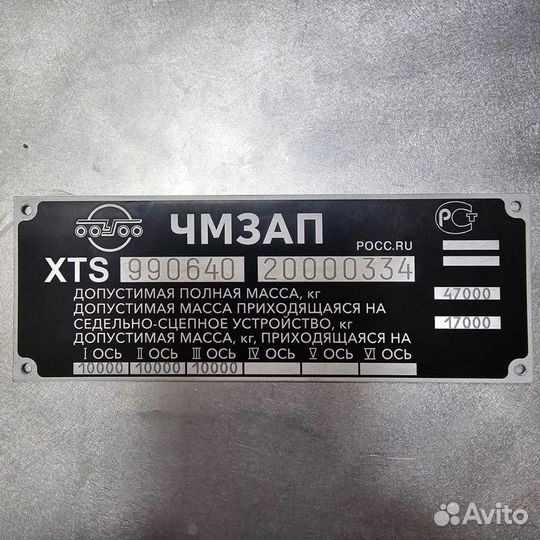 ЧМЗАП
РСТ
РОСС.RU
XTS 990640 20000334
ДОПУСТИМАЯ ПОЛНАЯ МАССА, кг 47000
ДОПУСТИМАЯ МАССА ПРИХОДЯЩАЯСЯ НА
СЕДЕЛЬНО-СЦЕПНОЕ УСТРОЙСТВО, кг 17000
ДОПУСТИМАЯ МАССА, кг, ПРИХОДЯЩАЯСЯ НА
I ОСЬ II ОСЬ III ОСЬ IV ОСЬ V ОСЬ VI ОСЬ
10000 10000 10000
Avito